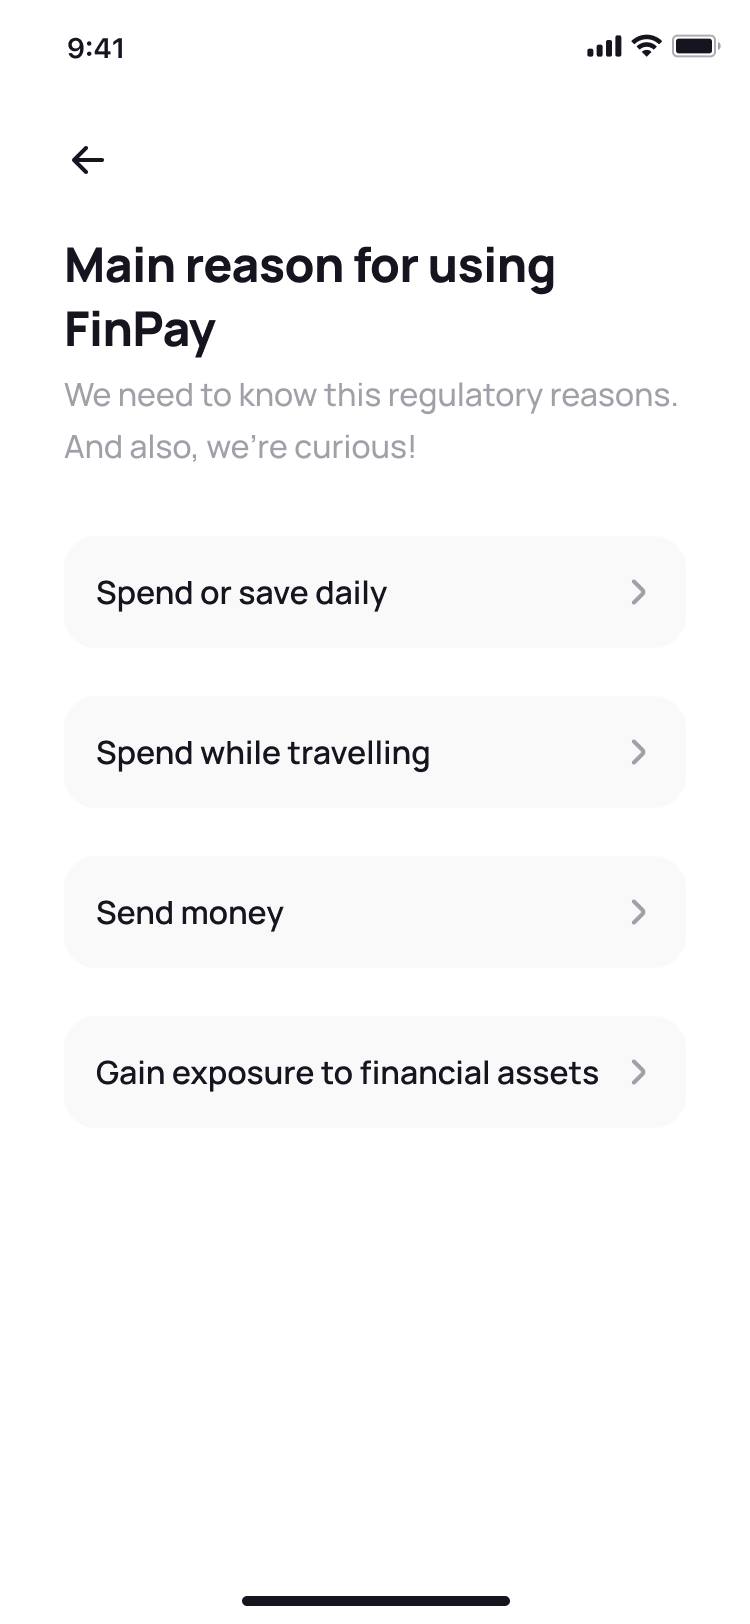 9:41
Main reason for using
FinPay
We need to know this regulatory reasons.
And also, we’re curious!
Spend or save daily
Spend while travelling
Send money
Gain exposure to financial assets